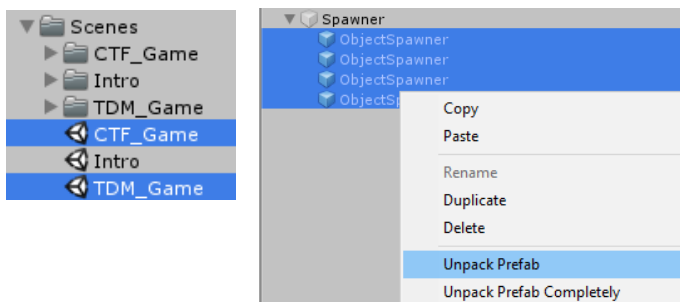 Scenes
CTF_Game
Intro
TDM_Game
CTF_Game
Intro
TDM_Game
Spawner
ObjectSpawner
ObjectSpawner
ObjectSpawner
ObjectSp
Copy
Paste
Rename
Duplicate
Delete
Unpack Prefab
Unpack Prefab Completely